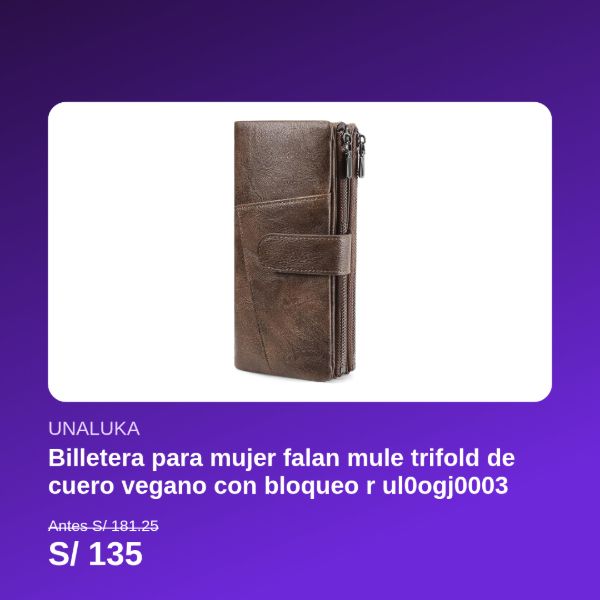 UNALUKA
Billetera para mujer falan mule trifold de
cuero vegano con bloqueo r ul0ogj0003
Antes S/ 181.25
S/ 135